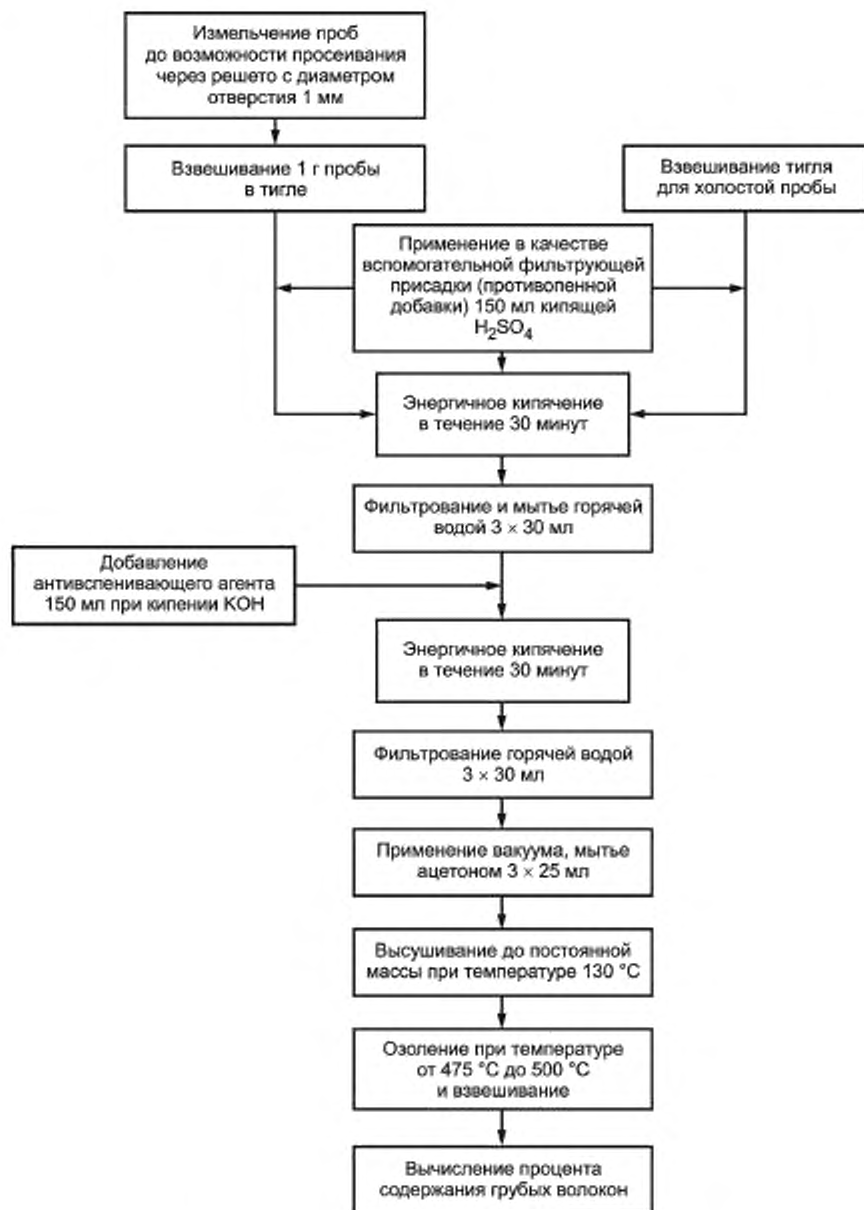 Измельчение проб
до возможности просеивания
через решето с диаметром
отверстия 1 мм
Взвешивание 1 г пробы
в тигле
Взвешивание тигля
для холостой пробы
Применение в качестве
вспомогательной фильтрующей
присадки (противопенной
добавки) 150 мл кипящей
H₂SO₄
Энергичное кипячение
в течение 30 минут
Фильтрование и мытье горячей
водой 3 × 30 мл
Добавление
антивспенивающего агента
150 мл при кипении KOH
Энергичное кипячение
в течение 30 минут
Фильтрование горячей водой
3 × 30 мл
Применение вакуума, мытье
ацетоном 3 × 25 мл
Высушивание до постоянной
массы при температуре 130 °C
Озоление при температуре
от 475 °C до 500 °C
и взвешивание
Вычисление процента
содержания грубых волокон